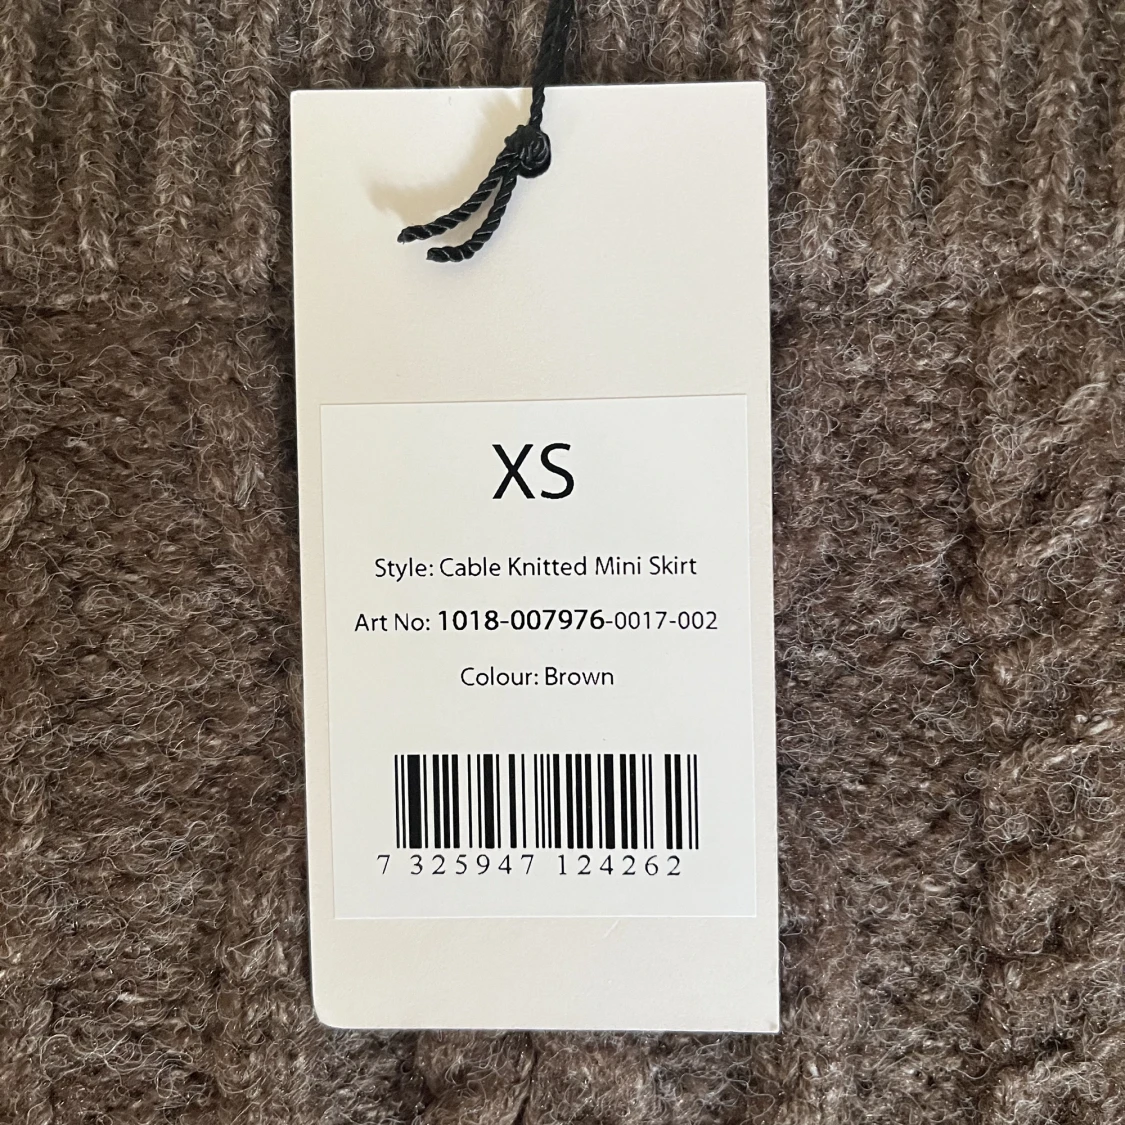 XS
Style: Cable Knitted Mini Skirt
Art No: 1018-007976-0017-002
Colour: Brown
7 325947 124262